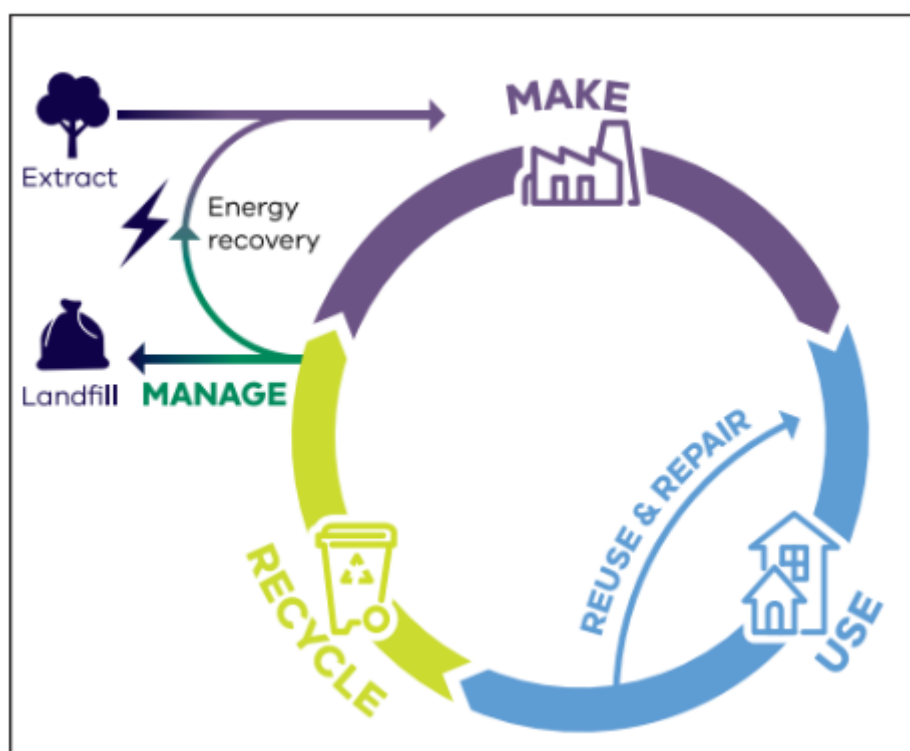 MAKE
Extract
Energy
recovery
Landfill
MANAGE
REUSE & REPAIR
USE
RECYCLE